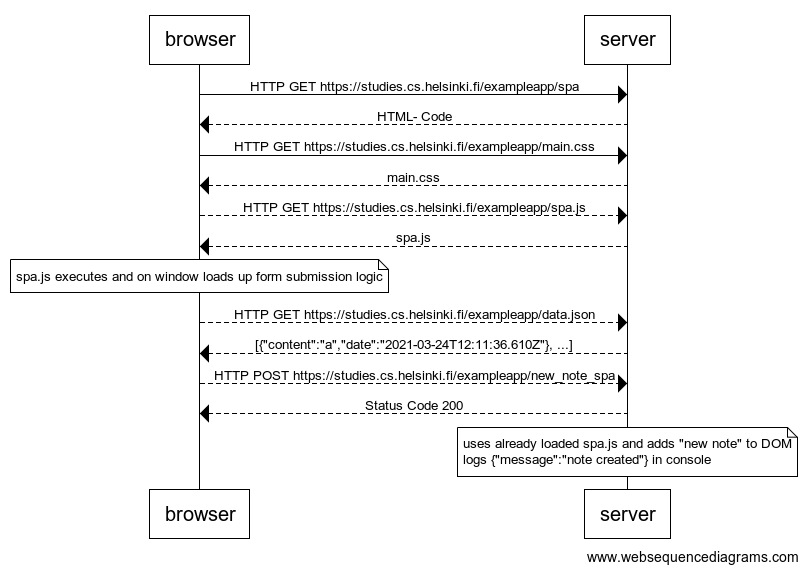 browser
server
HTTP GET https://studies.cs.helsinki.fi/exampleapp/spa
HTML- Code
HTTP GET https://studies.cs.helsinki.fi/exampleapp/main.css
main.css
HTTP GET https://studies.cs.helsinki.fi/exampleapp/spa.js
spa.js
spa.js executes and on window loads up form submission logic
HTTP GET https://studies.cs.helsinki.fi/exampleapp/data.json
[{"content":"a","date":"2021-03-24T12:11:36.610Z"}, ...]
HTTP POST https://studies.cs.helsinki.fi/exampleapp/new_note_spa
Status Code 200
uses already loaded spa.js and adds "new note" to DOM
logs {"message":"note created"} in console
browser
server
www.websequencediagrams.com